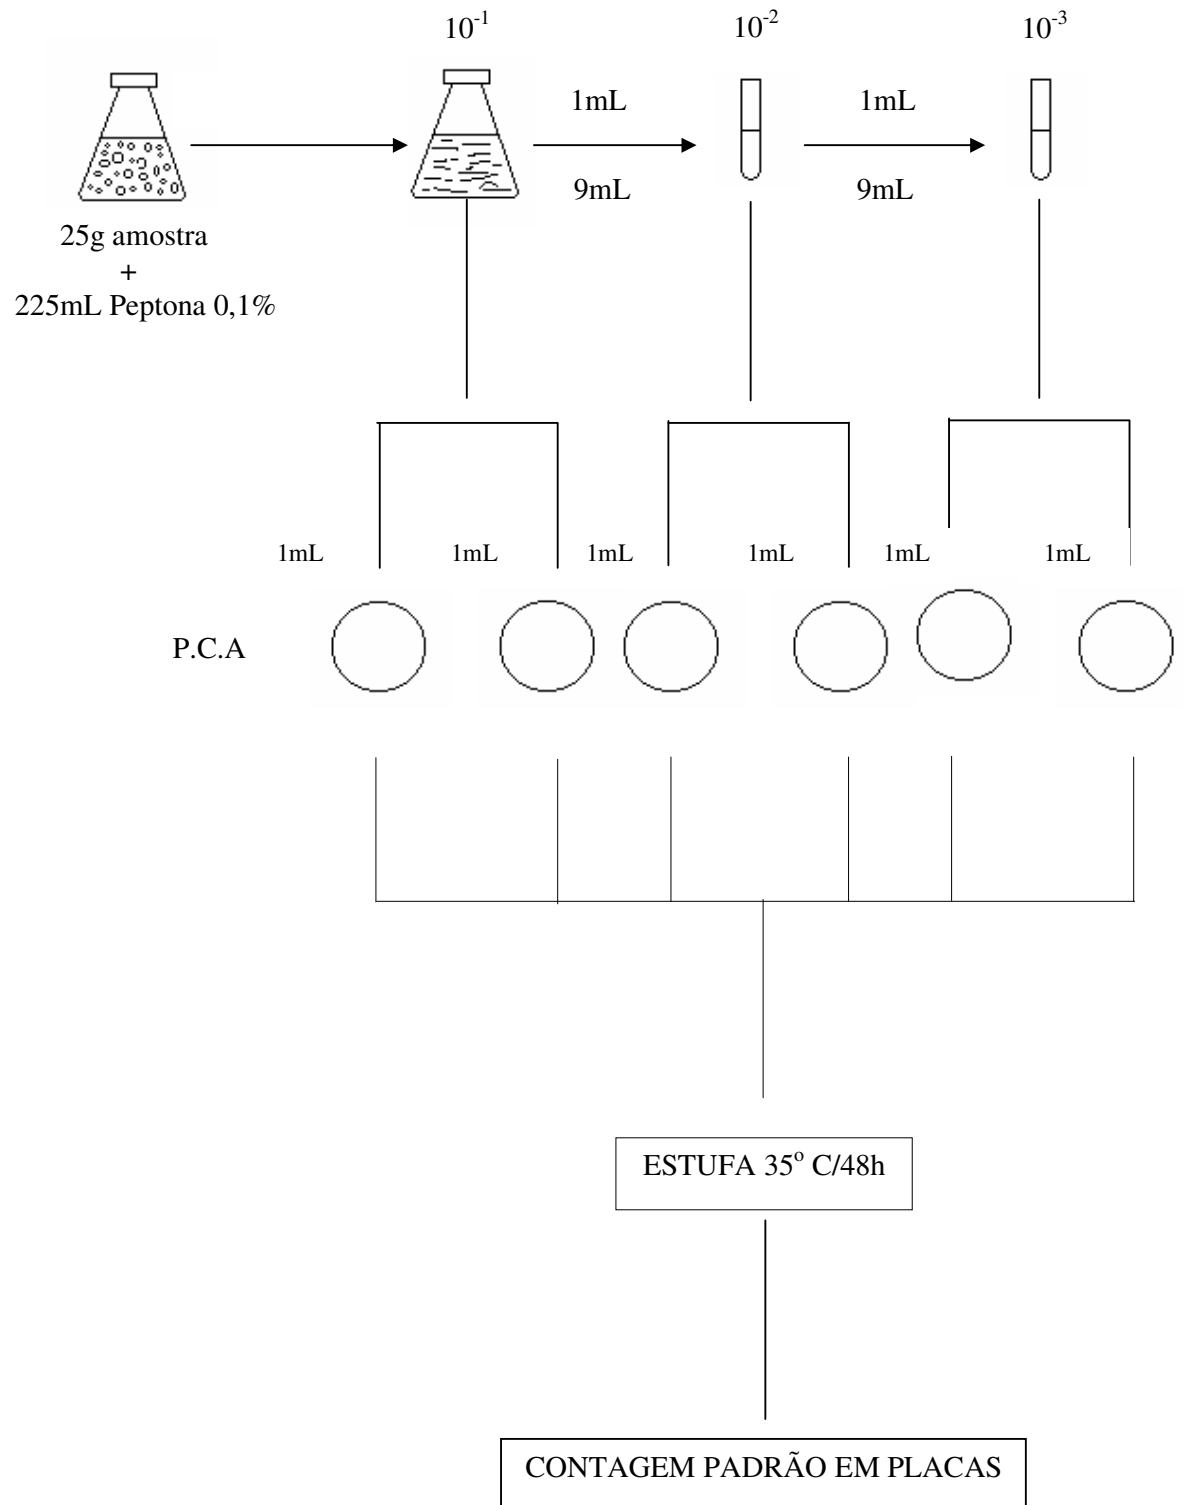 10-1
10-2
10-3
1mL
1mL
9mL
9mL
25g amostra
+
225mL Peptona 0,1%
1mL
1mL
1mL
1mL
1mL
1mL
P.C.A
ESTUFA 35o C/48h
CONTAGEM PADRÃO EM PLACAS